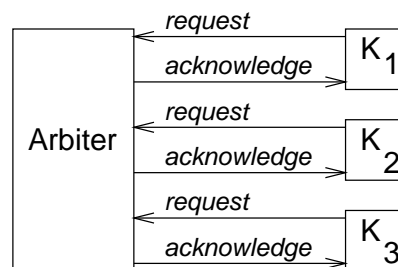 request
K1
acknowledge
request
Arbiter
K2
acknowledge
request
K3
acknowledge